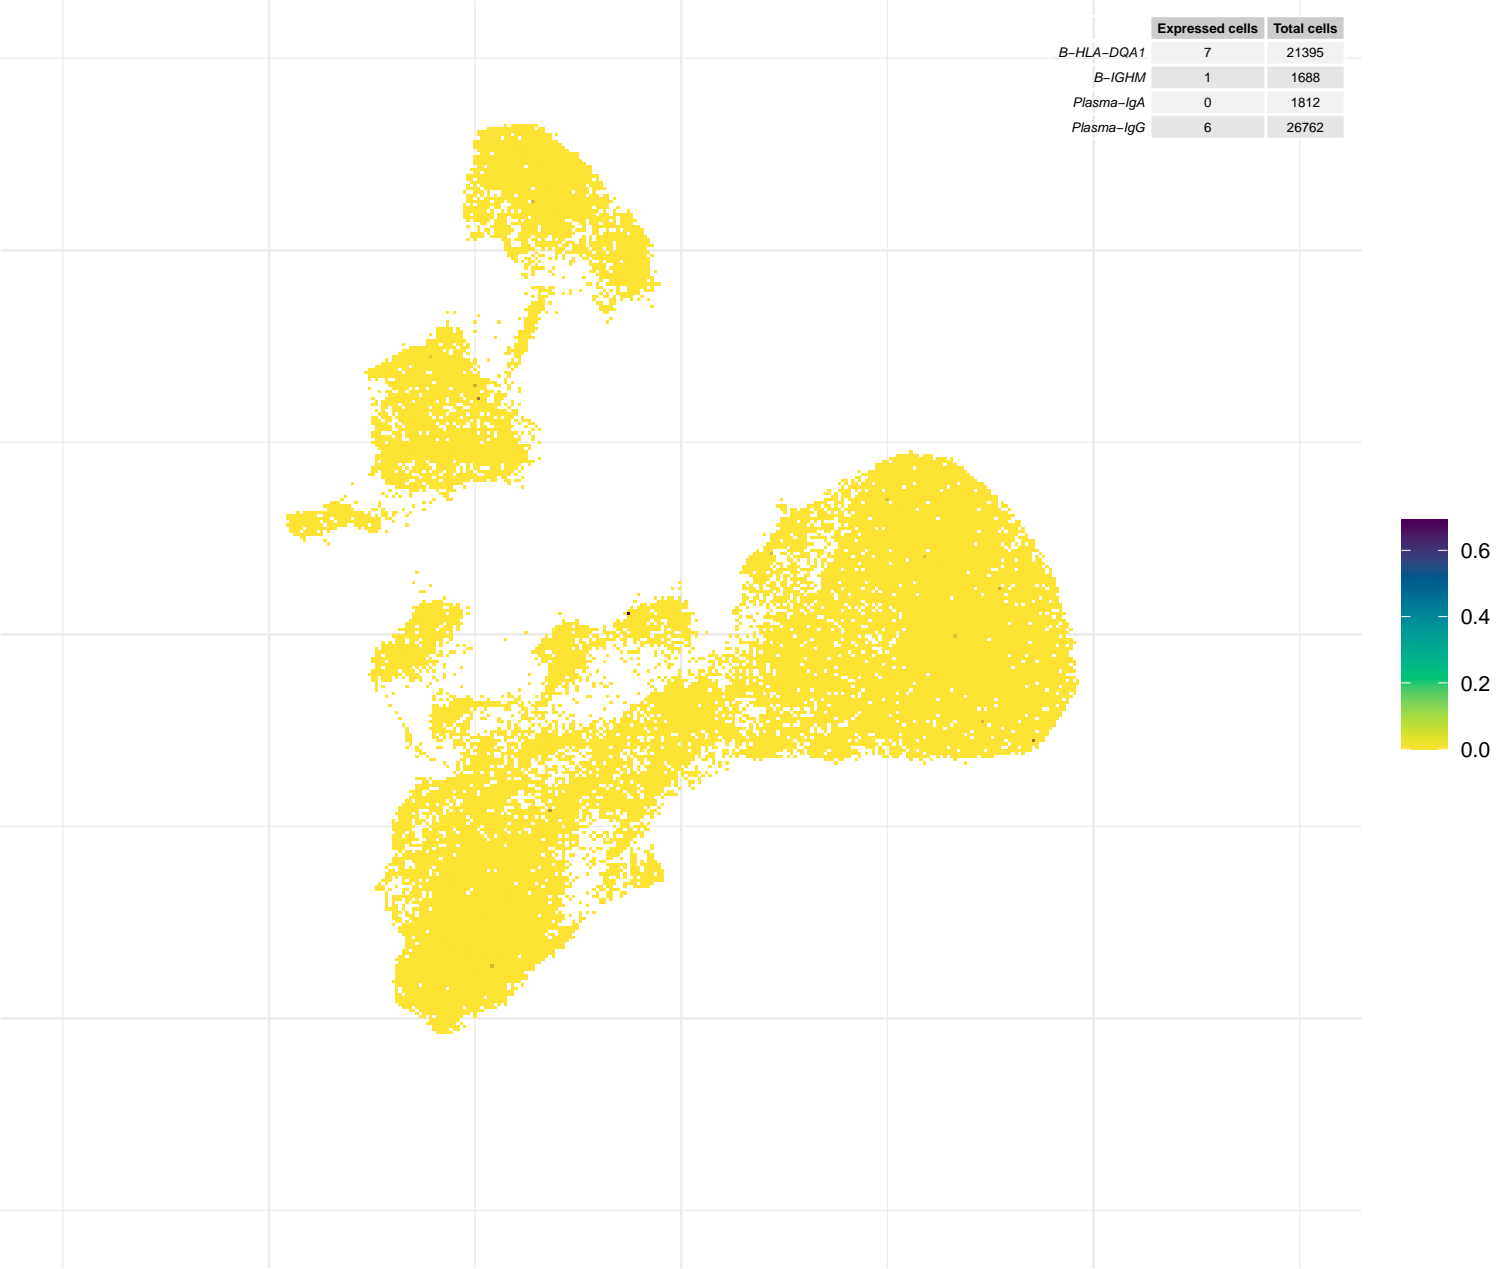 Expressed cells Total cells
B−HLA−DQA1 7 21395
B−IGHM 1 1688
Plasma−IgA 0 1812
Plasma−IgG 6 26762
0.6
0.4
0.2
0.0